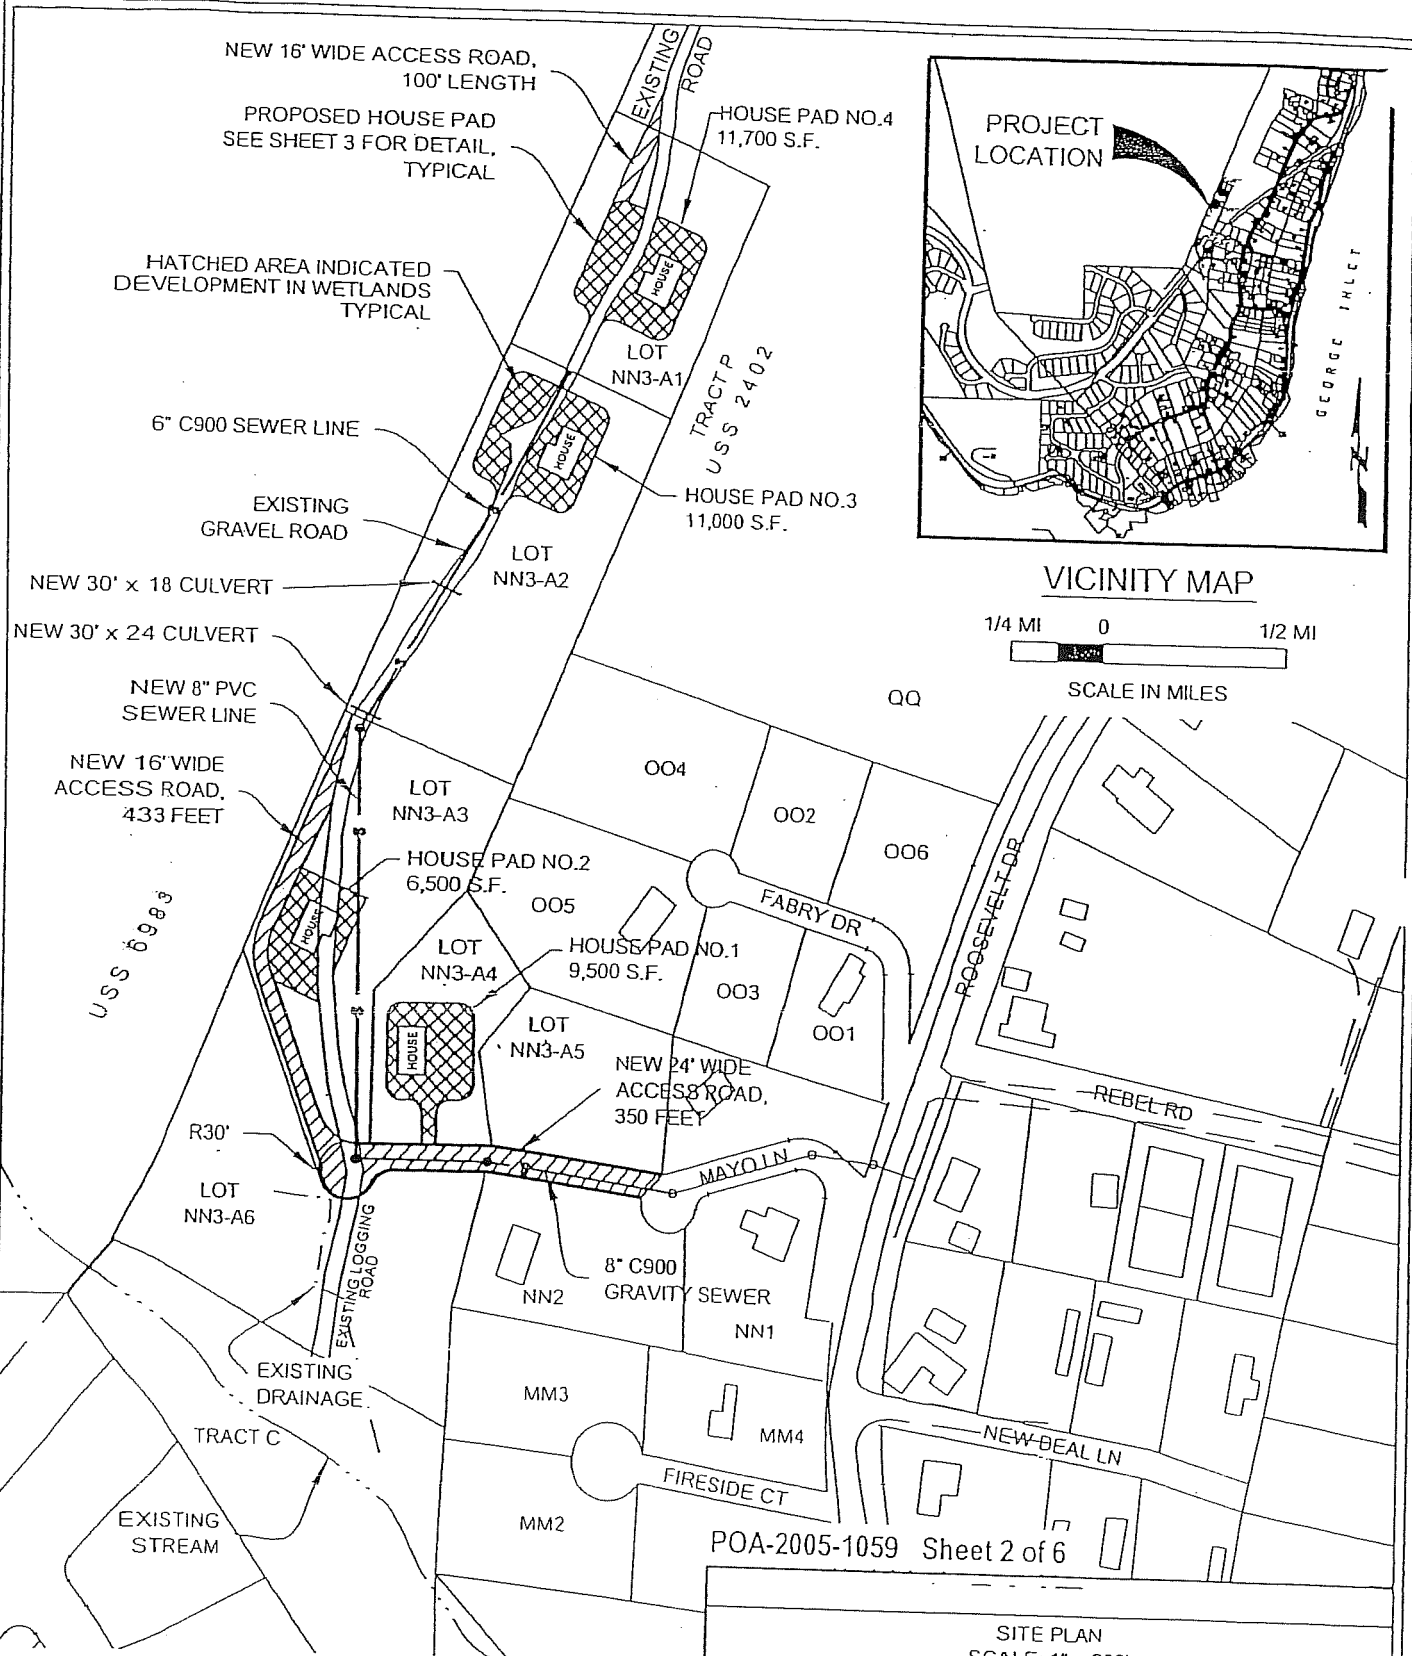 NEW 16' WIDE ACCESS ROAD,
100' LENGTH
EXISTING
ROAD
PROPOSED HOUSE PAD
SEE SHEET 3 FOR DETAIL,
TYPICAL
HOUSE PAD NO.4
11,700 S.F.
HATCHED AREA INDICATED
DEVELOPMENT IN WETLANDS
TYPICAL
HOUSE
LOT
NN3-A1
TRACT P
USS 2402
6" C900 SEWER LINE
HOUSE
HOUSE PAD NO.3
11,000 S.F.
EXISTING
GRAVEL ROAD
LOT
NN3-A2
NEW 30' x 18 CULVERT
NEW 30' x 24 CULVERT
NEW 8" PVC
SEWER LINE
NEW 16' WIDE
ACCESS ROAD,
433 FEET
LOT
NN3-A3
HOUSE PAD NO.2
6,500 S.F.
HOUSE
USS 6983
LOT
NN3-A4
HOUSE PAD NO.1
9,500 S.F.
HOUSE
LOT
NN3-A5
NEW 24' WIDE
ACCESS ROAD,
350 FEET
R30'
LOT
NN3-A6
EXISTING LOGGING
ROAD
MAYO LN
8" C900
GRAVITY SEWER
EXISTING
DRAINAGE
TRACT C
EXISTING
STREAM
PROJECT
LOCATION
GEORGE INLET
N
VICINITY MAP
1/4 MI
0
1/2 MI
SCALE IN MILES
QQ
OO4
OO2
OO6
OO5
FABRY DR
OO3
OO1
ROOSEVELT DR
REBEL RD
NN2
NN1
MM3
MM4
NEW DEAL LN
FIRESIDE CT
MM2
POA-2005-1059 Sheet 2 of 6
SITE PLAN